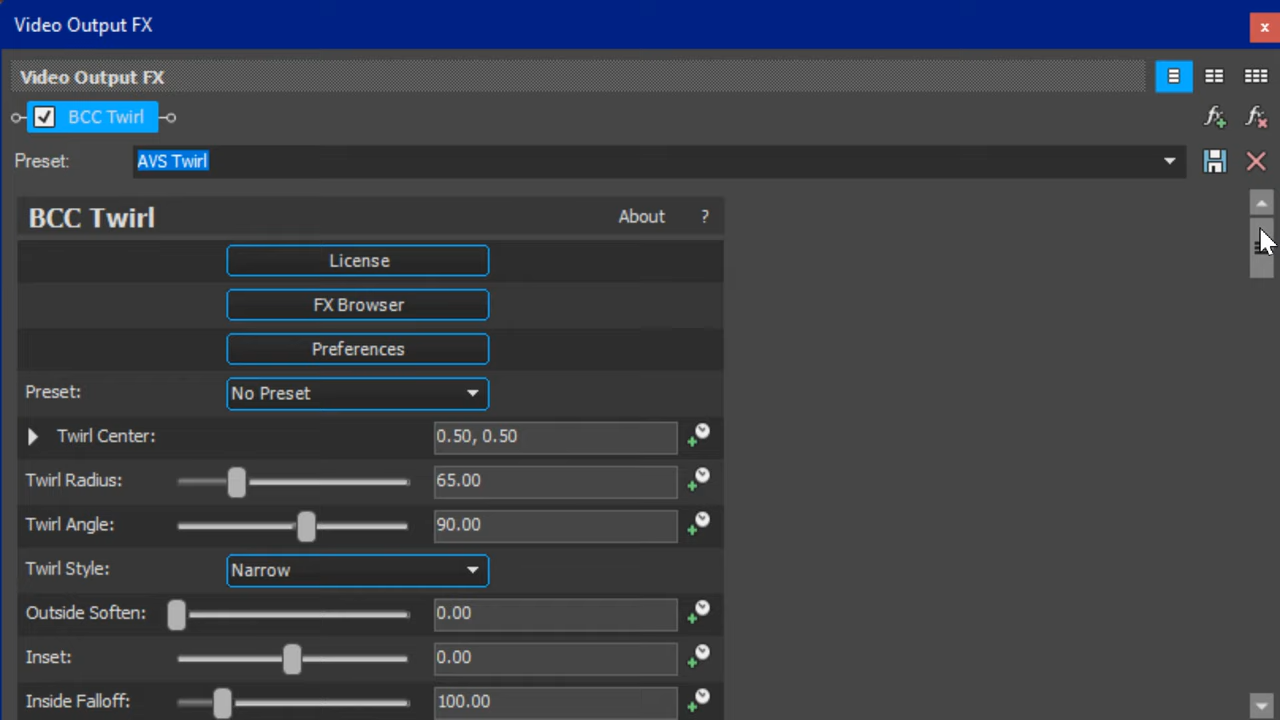 Video Output FX
x
Video Output FX
BCC Twirl
fx fx
Preset: AVS Twirl
BCC Twirl About ?
License
FX Browser
Preferences
Preset: No Preset
Twirl Center: 0.50, 0.50
Twirl Radius: 65.00
Twirl Angle: 90.00
Twirl Style: Narrow
Outside Soften: 0.00
Inset: 0.00
Inside Falloff: 100.00